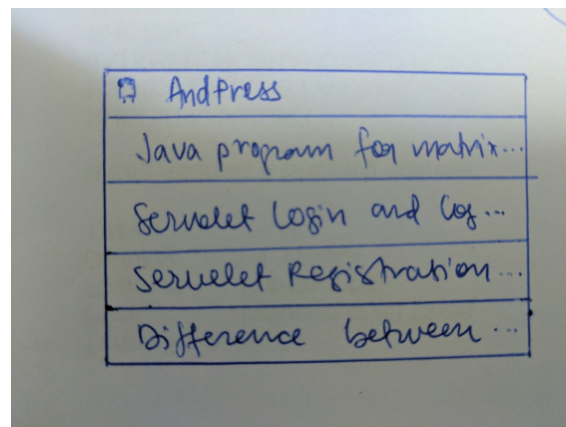 AndPress
Java program for matrix...
Servelet Login and Log...
Servelet Registration...
Difference between...